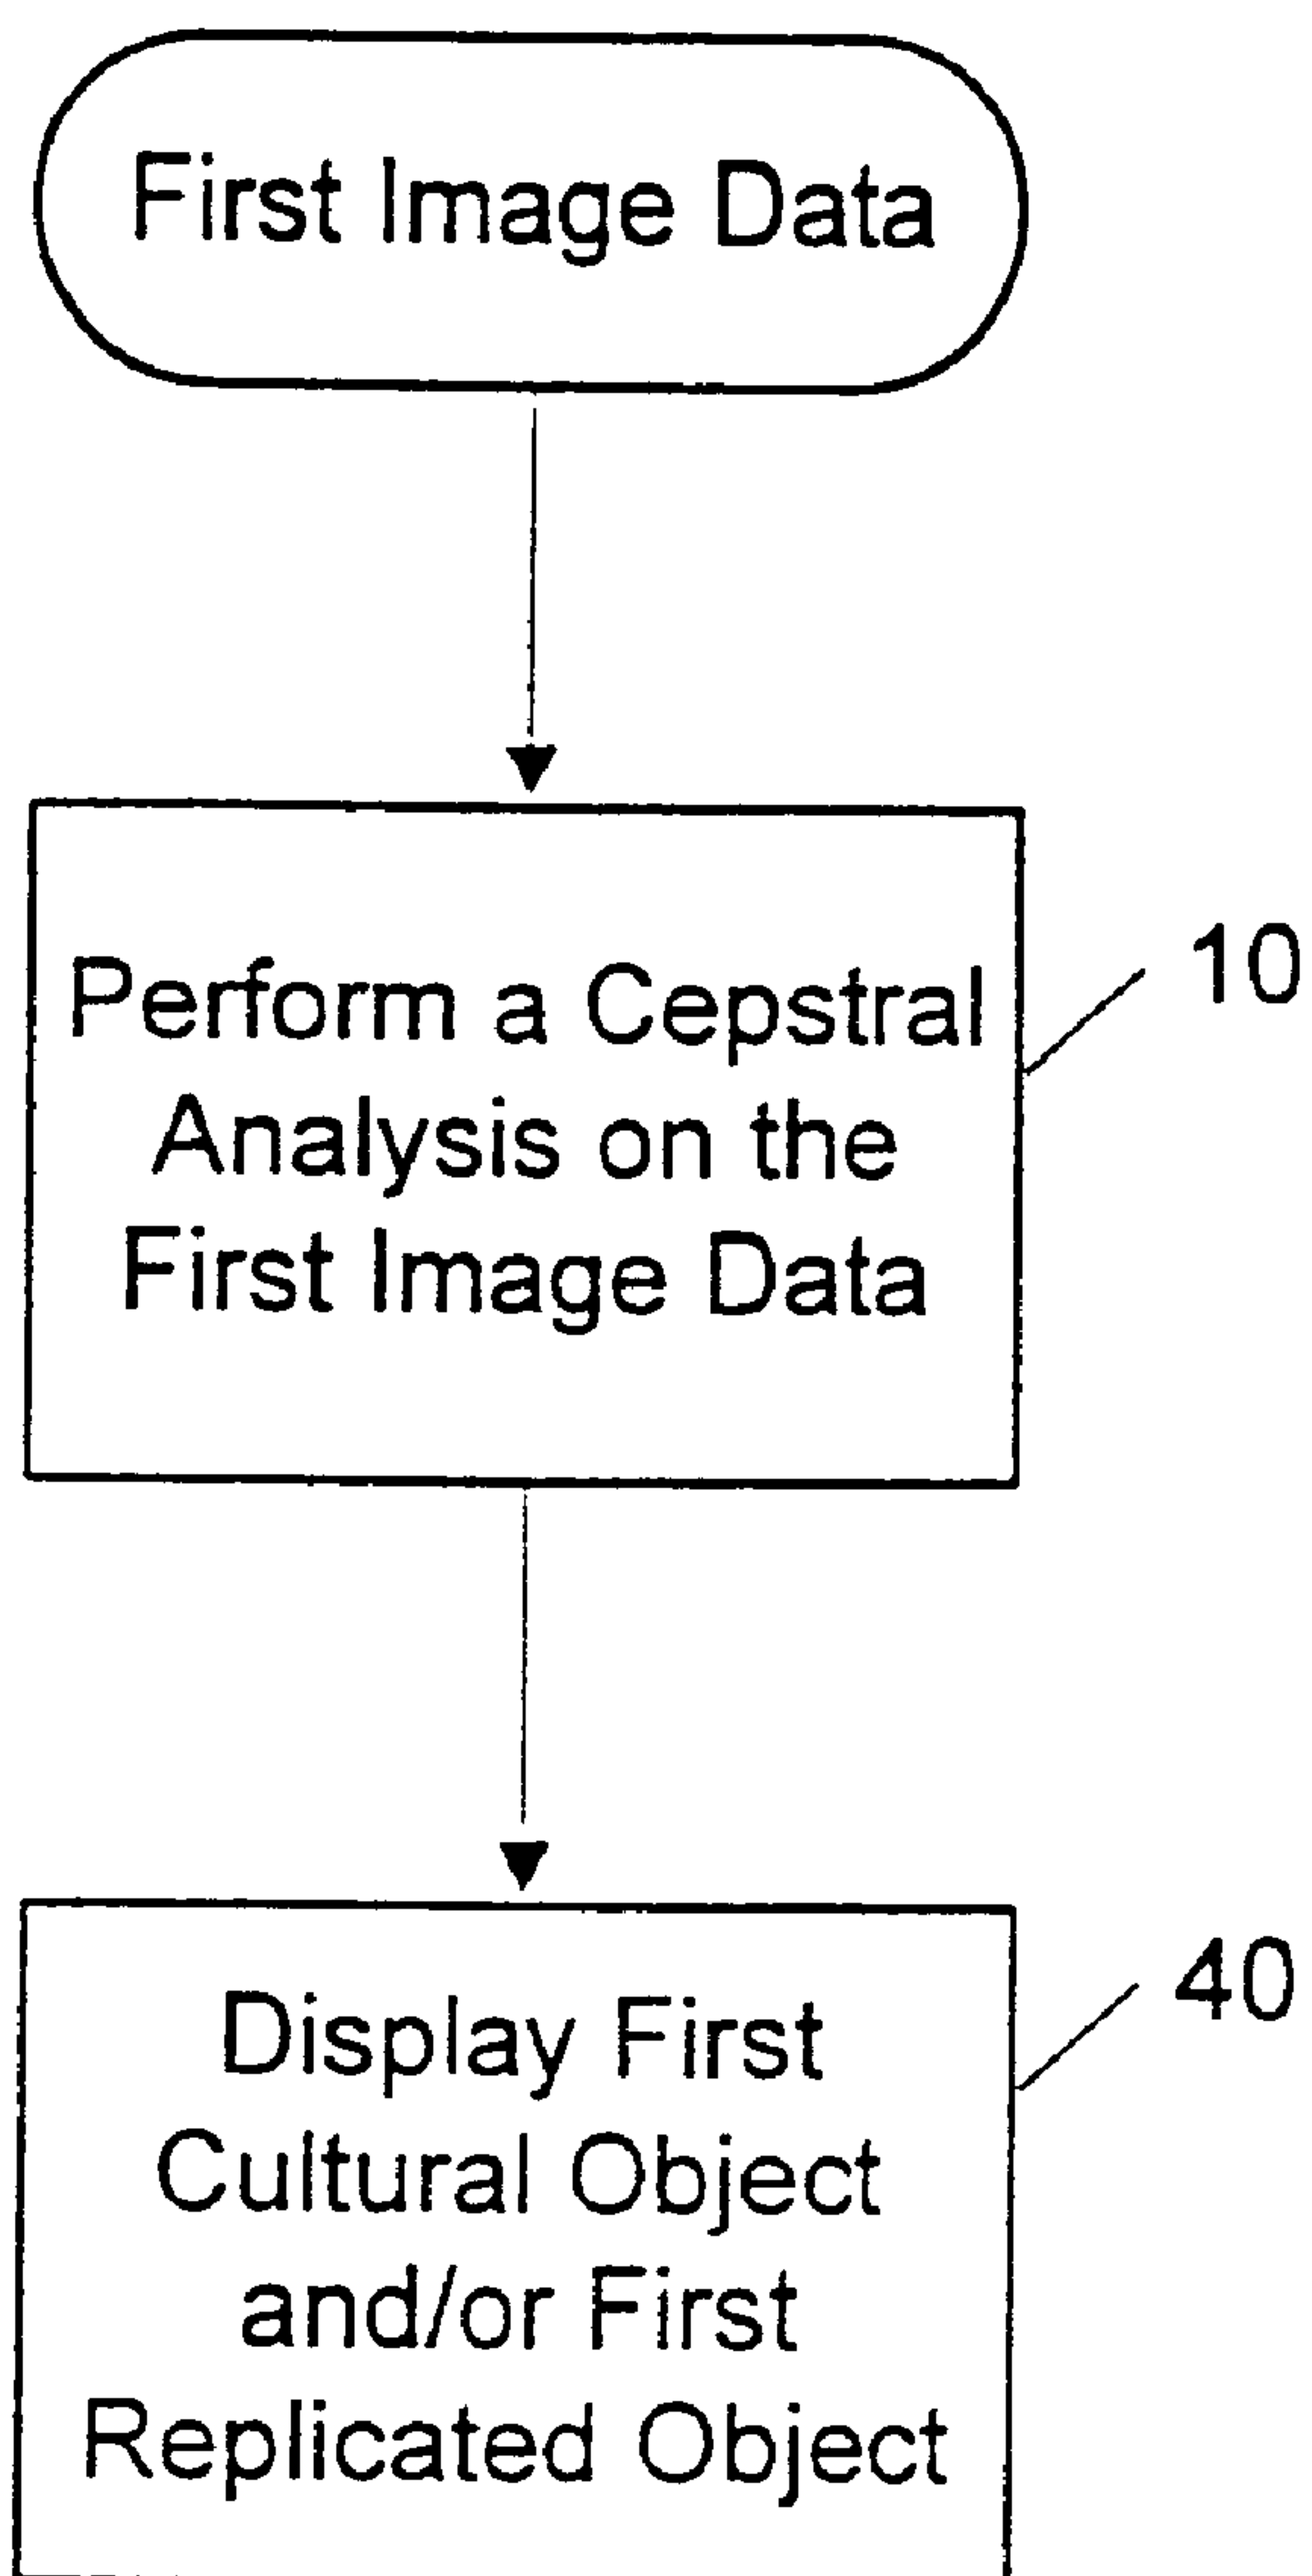 First Image Data
Perform a Cepstral
Analysis on the
First Image Data
10
Display First
Cultural Object
and/or First
Replicated Object
40